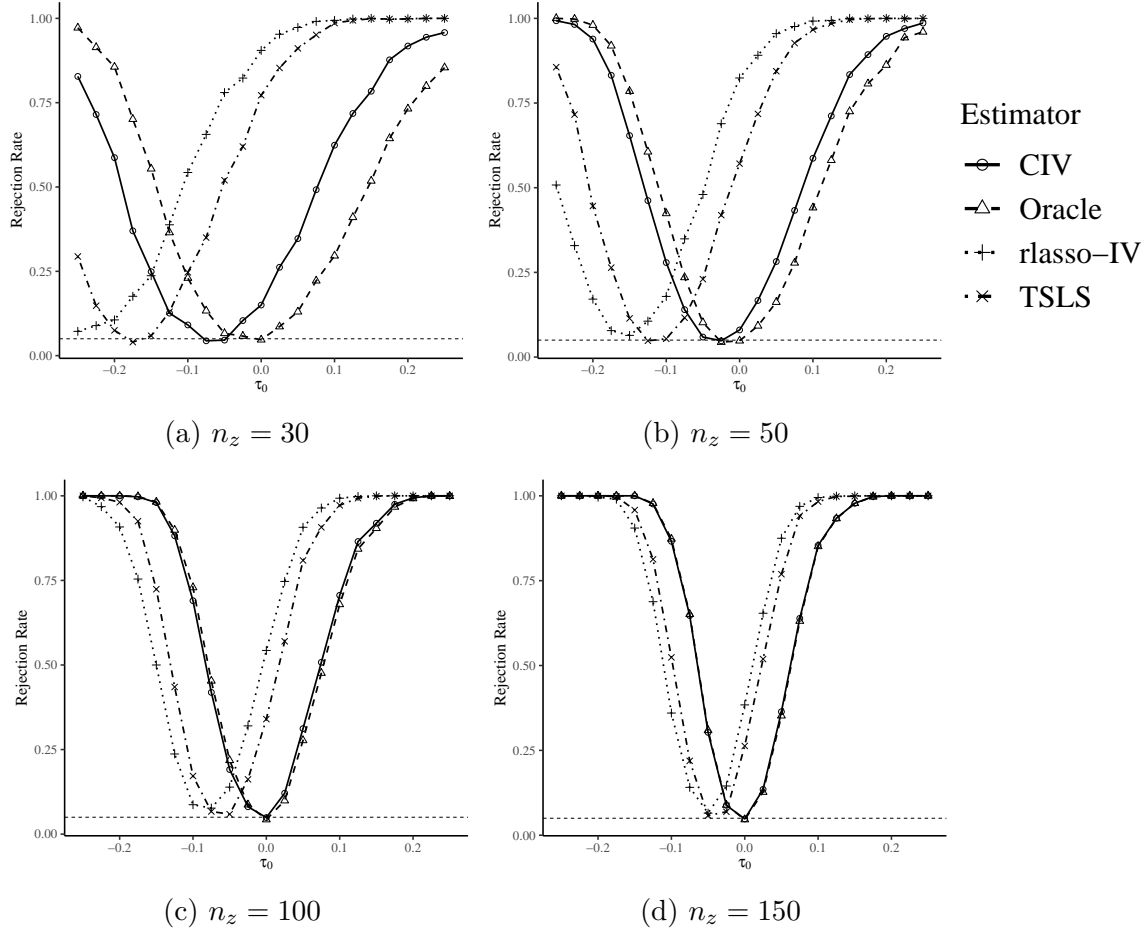 1.00
0.75
0.50
0.25
0.00
Rejection Rate
−0.2 −0.1 0.0 0.1 0.2
τ₀
(a) n_z = 30
1.00
0.75
0.50
0.25
0.00
Rejection Rate
−0.2 −0.1 0.0 0.1 0.2
τ₀
(b) n_z = 50
Estimator
CIV
Oracle
rlasso−IV
TSLS
1.00
0.75
0.50
0.25
0.00
Rejection Rate
−0.2 −0.1 0.0 0.1 0.2
τ₀
(c) n_z = 100
1.00
0.75
0.50
0.25
0.00
Rejection Rate
−0.2 −0.1 0.0 0.1 0.2
τ₀
(d) n_z = 150